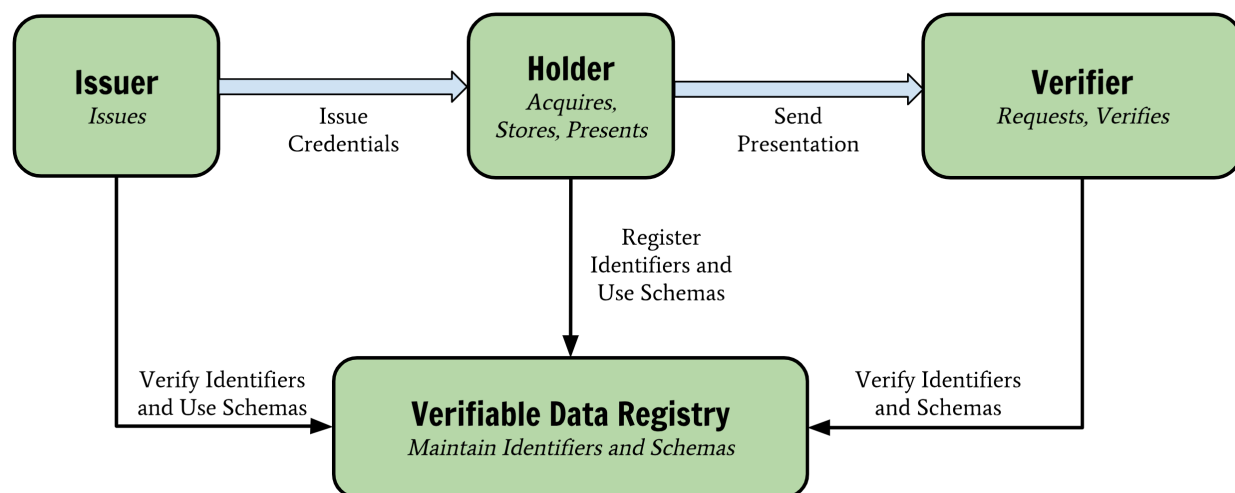 Issuer
Issues
Issue
Credentials
Holder
Acquires,
Stores, Presents
Send
Presentation
Verifier
Requests, Verifies
Register
Identifiers and
Use Schemas
Verify Identifiers
and Use Schemas
Verifiable Data Registry
Maintain Identifiers and Schemas
Verify Identifiers
and Schemas